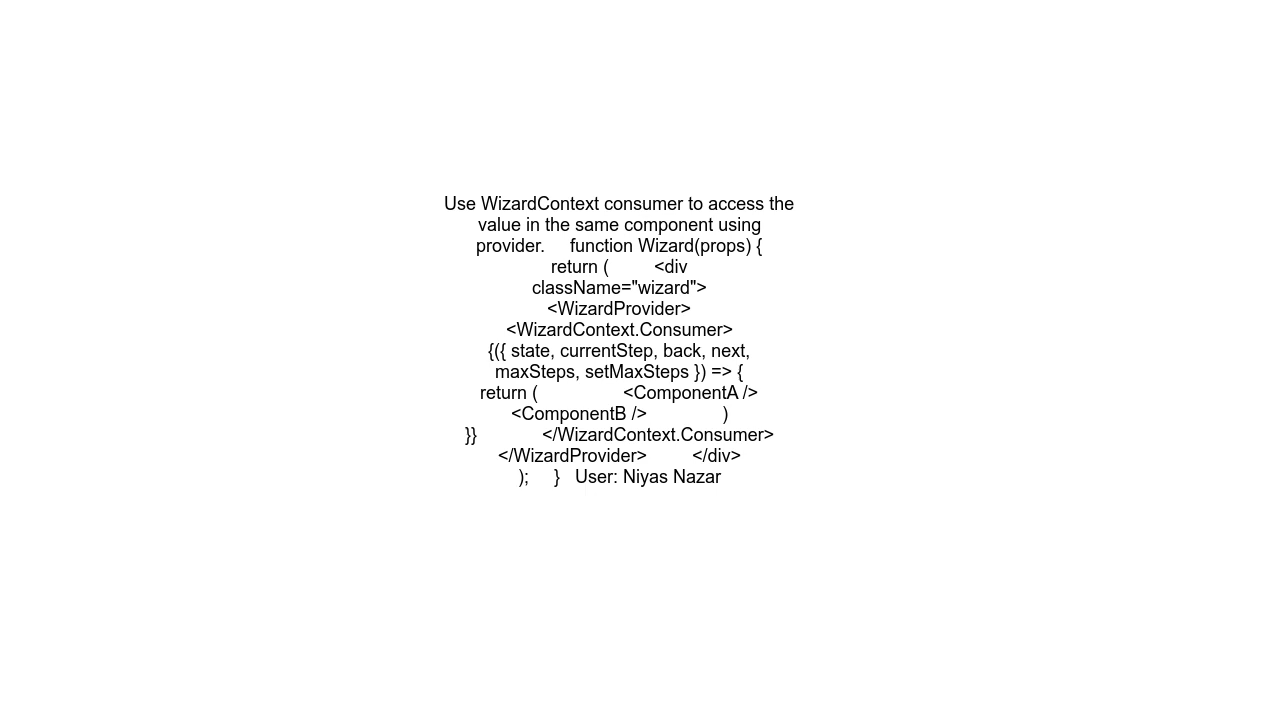 Use WizardContext consumer to access the
value in the same component using
provider.     function Wizard(props) {
return (         <div
className="wizard">
<WizardProvider>
<WizardContext.Consumer>
{({ state, currentStep, back, next,
maxSteps, setMaxSteps }) => {
return (                 <ComponentA />
<ComponentB />               )
}}             </WizardContext.Consumer>
</WizardProvider>         </div>
);     }   User: Niyas Nazar